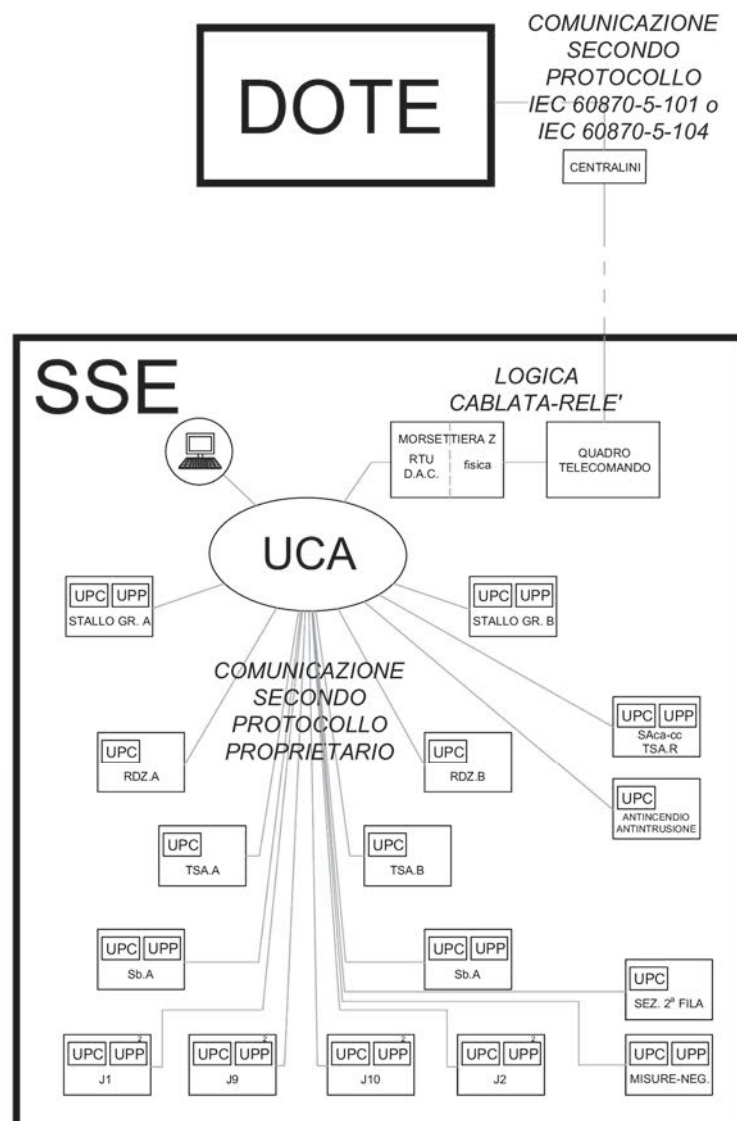 COMUNICAZIONE
SECONDO
PROTOCOLLO
IEC 60870-5-101 o
IEC 60870-5-104
DOTE
CENTRALINI
SSE
LOGICA
CABLATA-RELE'
MORSETTIERA Z
RTU
D.A.C.
fisica
QUADRO
TELECOMANDO
UCA
UPC UPP
STALLO GR. A
UPC UPP
STALLO GR. B
COMUNICAZIONE
SECONDO
PROTOCOLLO
PROPRIETARIO
UPC UPP
SAca-cc
TSA.R
UPC
RDZ.A
UPC
RDZ.B
UPC
ANTINCENDIO
ANTINTRUSIONE
UPC
TSA.A
UPC
TSA.B
UPC UPP
Sb.A
UPC UPP
Sb.A
UPC
SEZ. 2ª FILA
UPC UPP 2
J1
UPC UPP 2
J9
UPC UPP 2
J10
UPC UPP 2
J2
UPC UPP
MISURE-NEG.